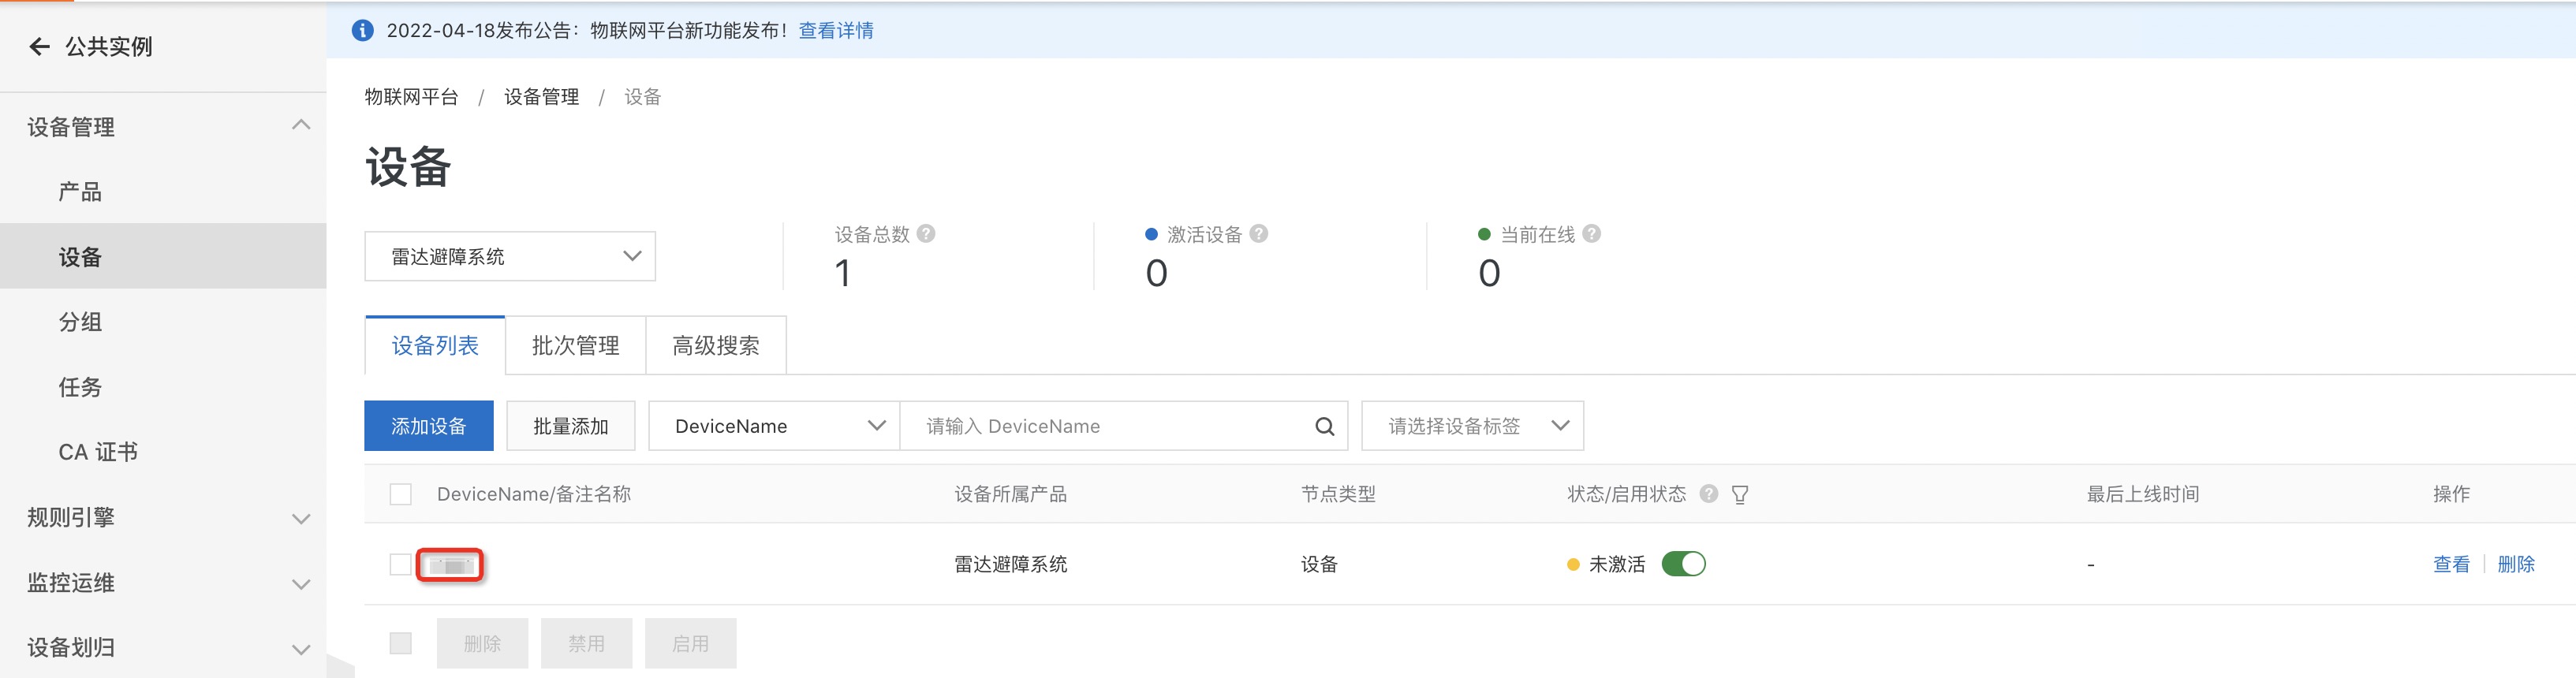 公共实例
设备管理
产品
设备
分组
任务
CA 证书
规则引擎
监控运维
设备划归
2022-04-18发布公告：物联网平台新功能发布！ 查看详情
物联网平台 / 设备管理 / 设备
设备
雷达避障系统
设备总数
1
激活设备
0
当前在线
0
设备列表 批次管理 高级搜索
添加设备 批量添加 DeviceName 请输入 DeviceName 请选择设备标签
DeviceName/备注名称 设备所属产品 节点类型 状态/启用状态 最后上线时间 操作
雷达避障系统 设备 未激活 - 查看 删除
删除 禁用 启用